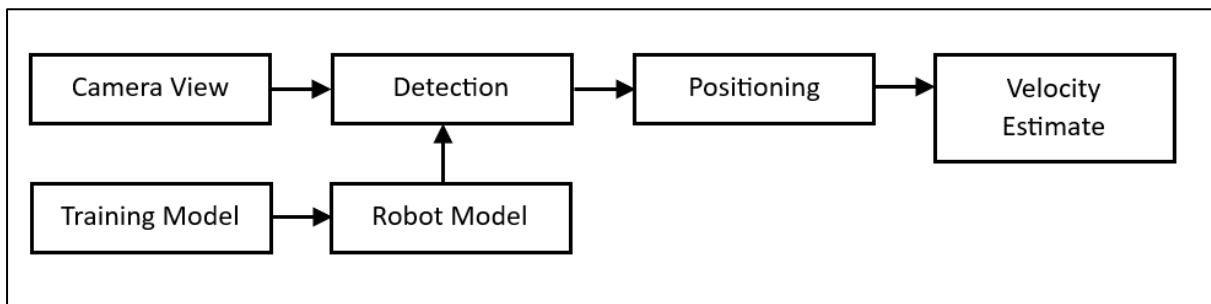 Camera View
Detection
Positioning
Velocity
Estimate
Training Model
Robot Model